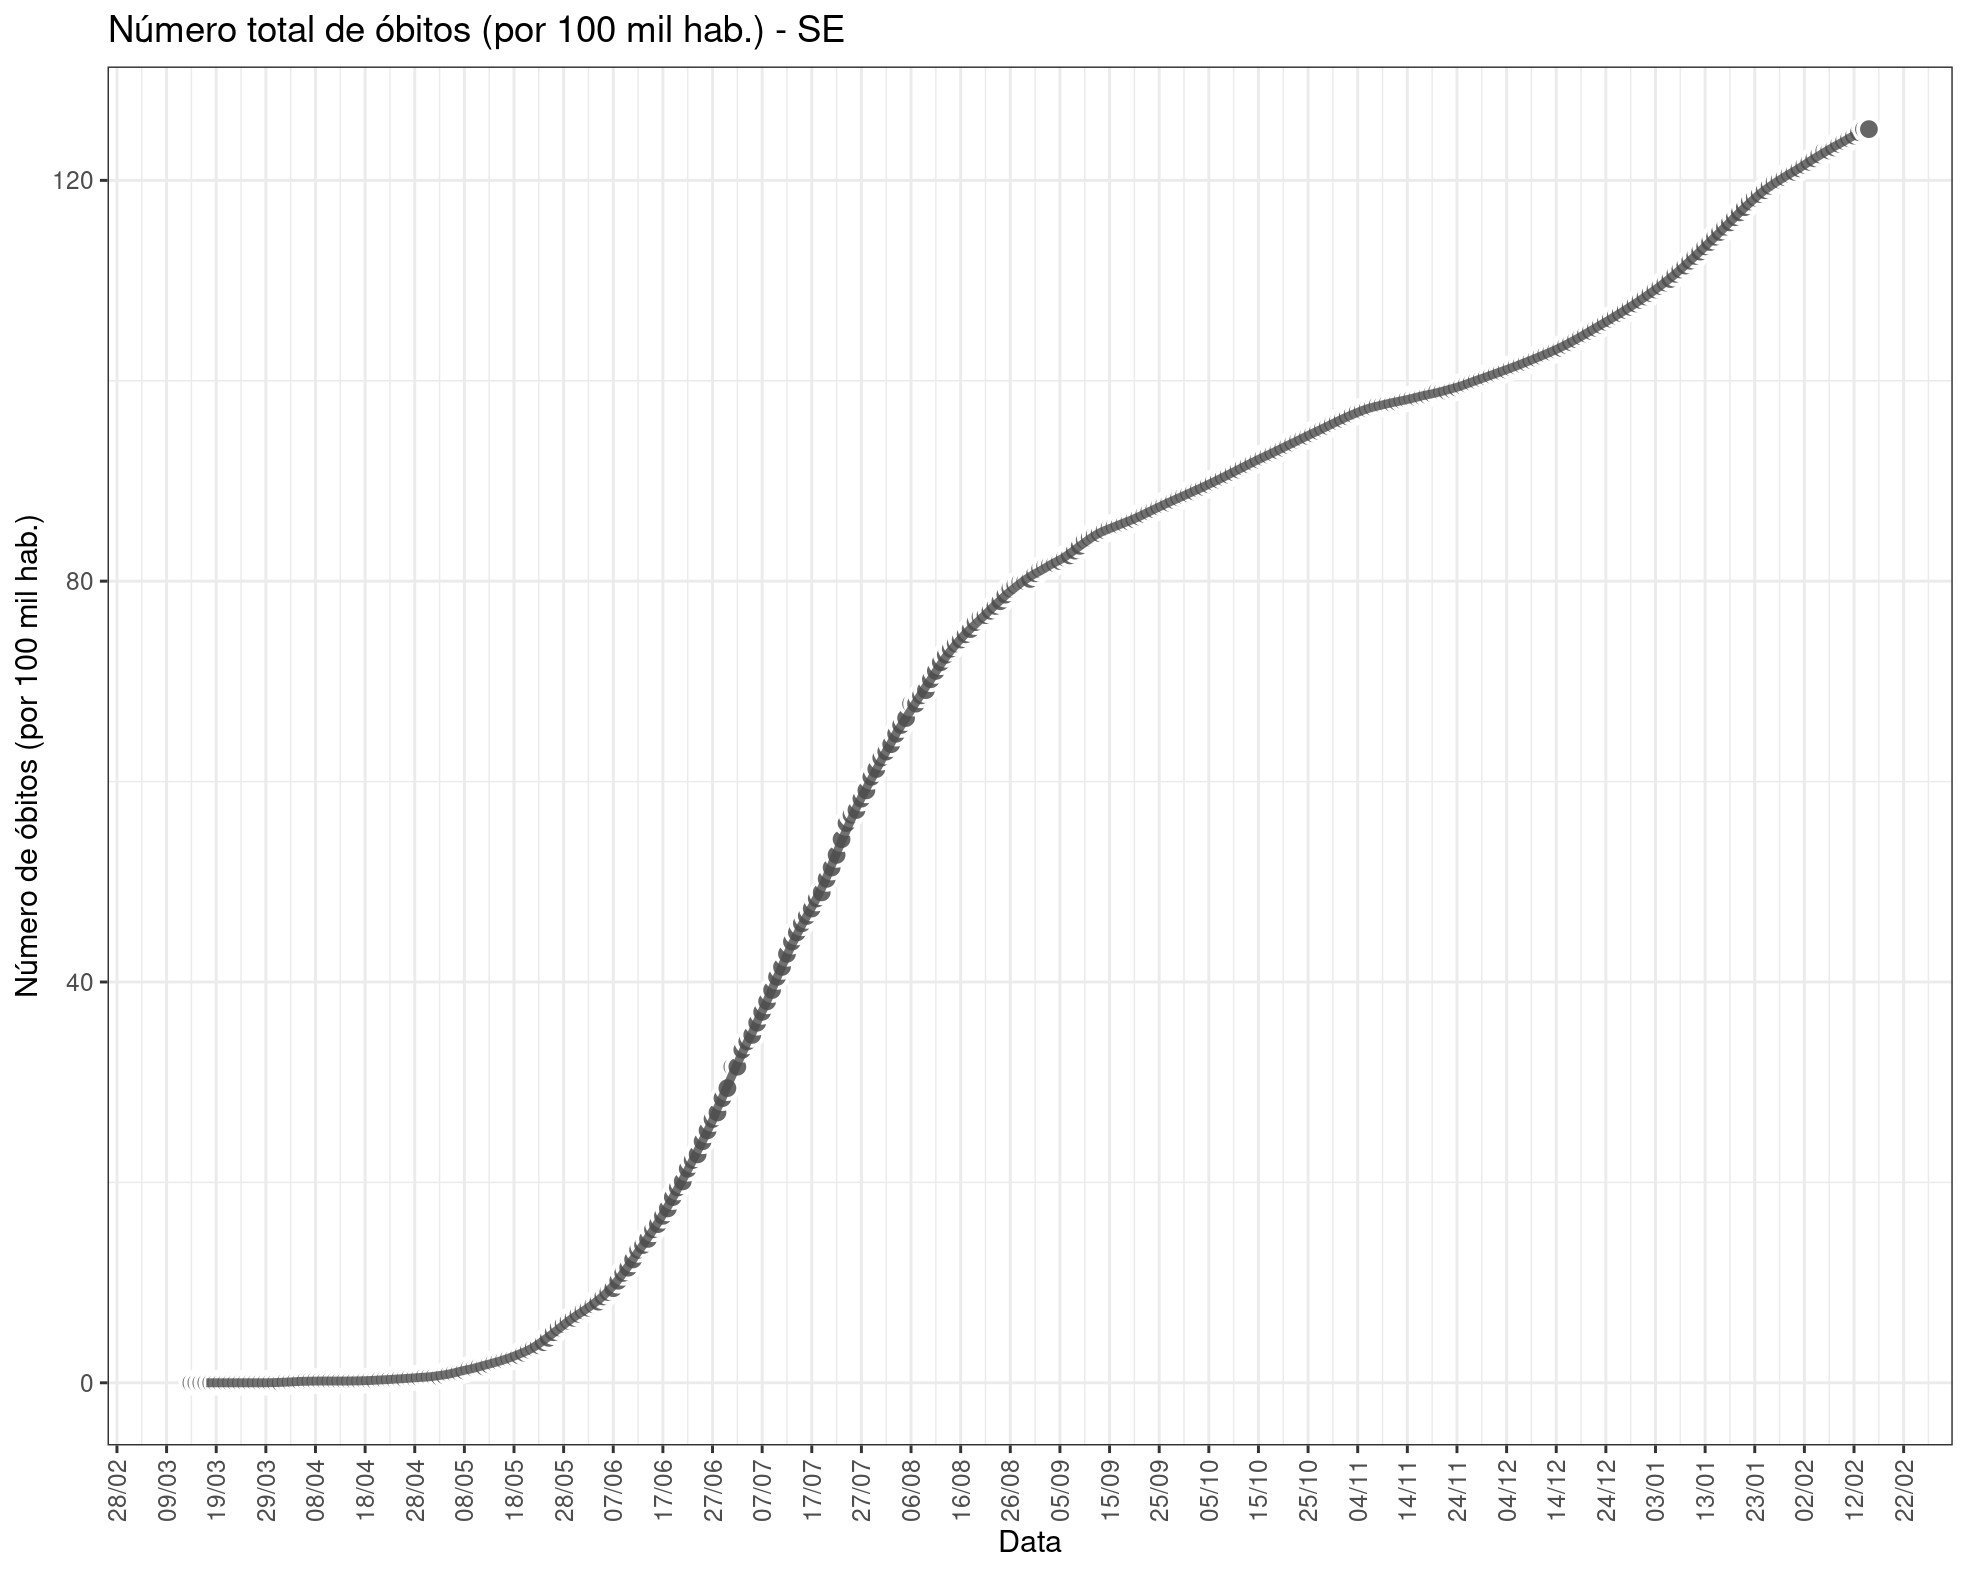 Número total de óbitos (por 100 mil hab.) - SE
Número de óbitos (por 100 mil hab.)
120
80
40
0
28/02 09/03 19/03 29/03 08/04 18/04 28/04 08/05 18/05 28/05 07/06 17/06 27/06 07/07 17/07 27/07 06/08 16/08 26/08 05/09 15/09 25/09 05/10 15/10 25/10 04/11 14/11 24/11 04/12 14/12 24/12 03/01 13/01 23/01 02/02 12/02 22/02
Data